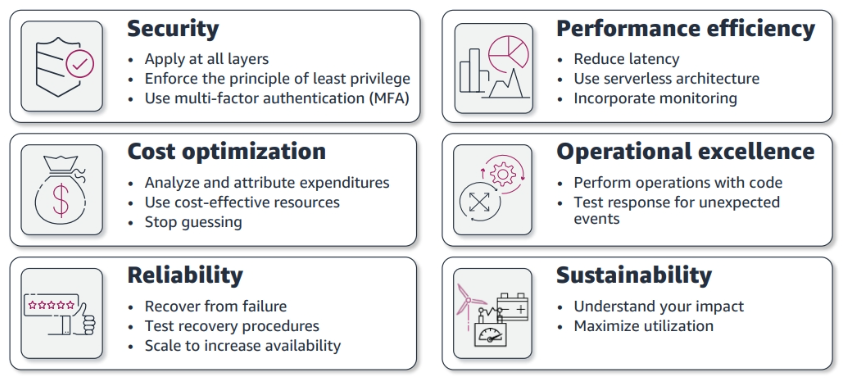 Security
• Apply at all layers
• Enforce the principle of least privilege
• Use multi-factor authentication (MFA)
Performance efficiency
• Reduce latency
• Use serverless architecture
• Incorporate monitoring
Cost optimization
• Analyze and attribute expenditures
• Use cost-effective resources
• Stop guessing
$
Operational excellence
• Perform operations with code
• Test response for unexpected
events
Reliability
• Recover from failure
• Test recovery procedures
• Scale to increase availability
Sustainability
• Understand your impact
• Maximize utilization